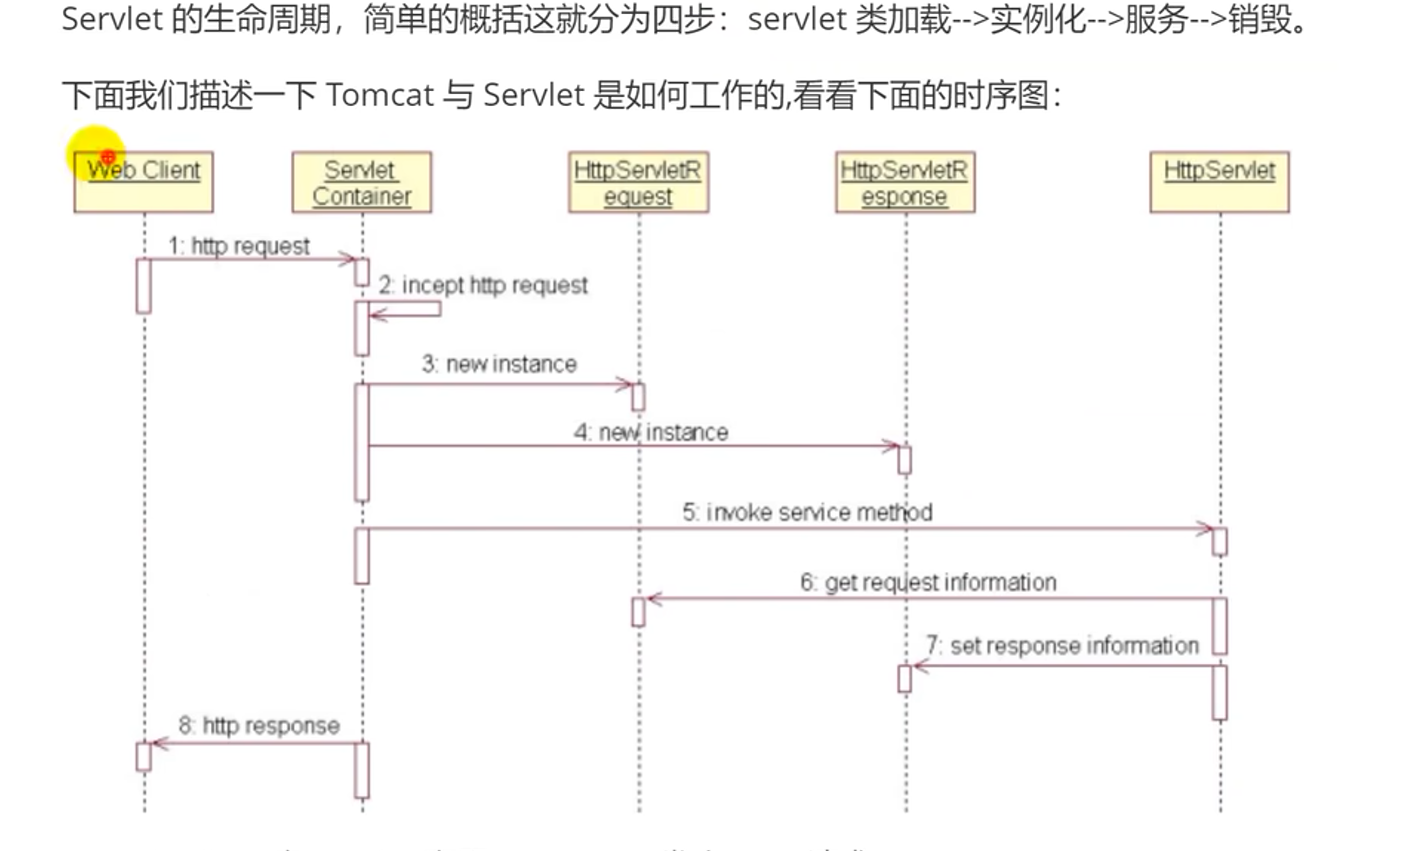 Servlet 的生命周期，简单的概括这就分为四步：servlet 类加载-->实例化-->服务-->销毁。
下面我们描述一下 Tomcat 与 Servlet 是如何工作的,看看下面的时序图：
Web Client
Servlet
Container
HttpServletR
equest
HttpServletR
esponse
HttpServlet
1: http request
2: incept http request
3: new instance
4: new instance
5: invoke service method
6: get request information
7: set response information
8: http response